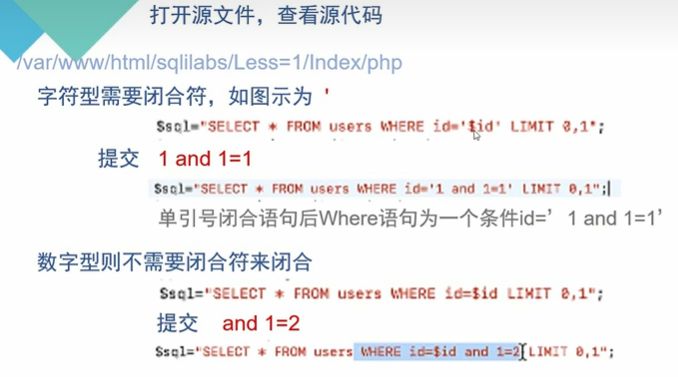 打开源文件，查看源代码
/var/www/html/sqlilabs/Less=1/Index/php
字符型需要闭合符，如图示为 '
$sql="SELECT * FROM users WHERE id='$id' LIMIT 0,1";
提交 1 and 1=1
$sql="SELECT * FROM users WHERE id='1 and 1=1' LIMIT 0,1";
单引号闭合语句后Where语句为一个条件id=’1 and 1=1’
数字型则不需要闭合符来闭合
$sql="SELECT * FROM users WHERE id=$id LIMIT 0,1";
提交 and 1=2
$sql="SELECT * FROM users WHERE id=$id and 1=2 LIMIT 0,1";